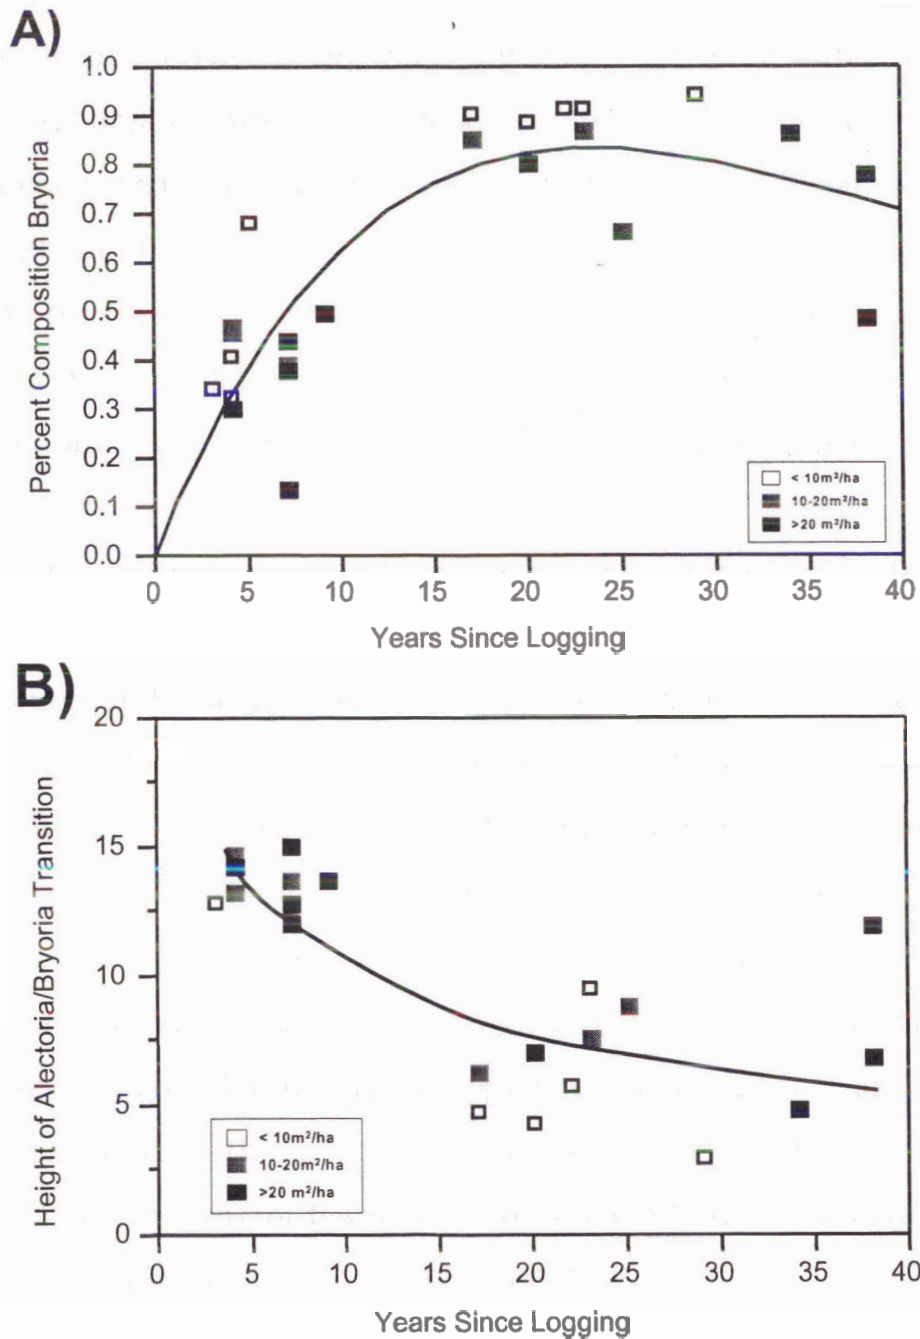 A)
Percent Composition Bryoria
1.0
0.9
0.8
0.7
0.6
0.5
0.4
0.3
0.2
0.1
0.0
< 10m²/ha
10-20m²/ha
>20 m²/ha
0 5 10 15 20 25 30 35 40
Years Since Logging
B)
Height of Alectoria/Bryoria Transition
20
15
10
5
0
< 10m²/ha
10-20m²/ha
>20 m²/ha
0 5 10 15 20 25 30 35 40
Years Since Logging